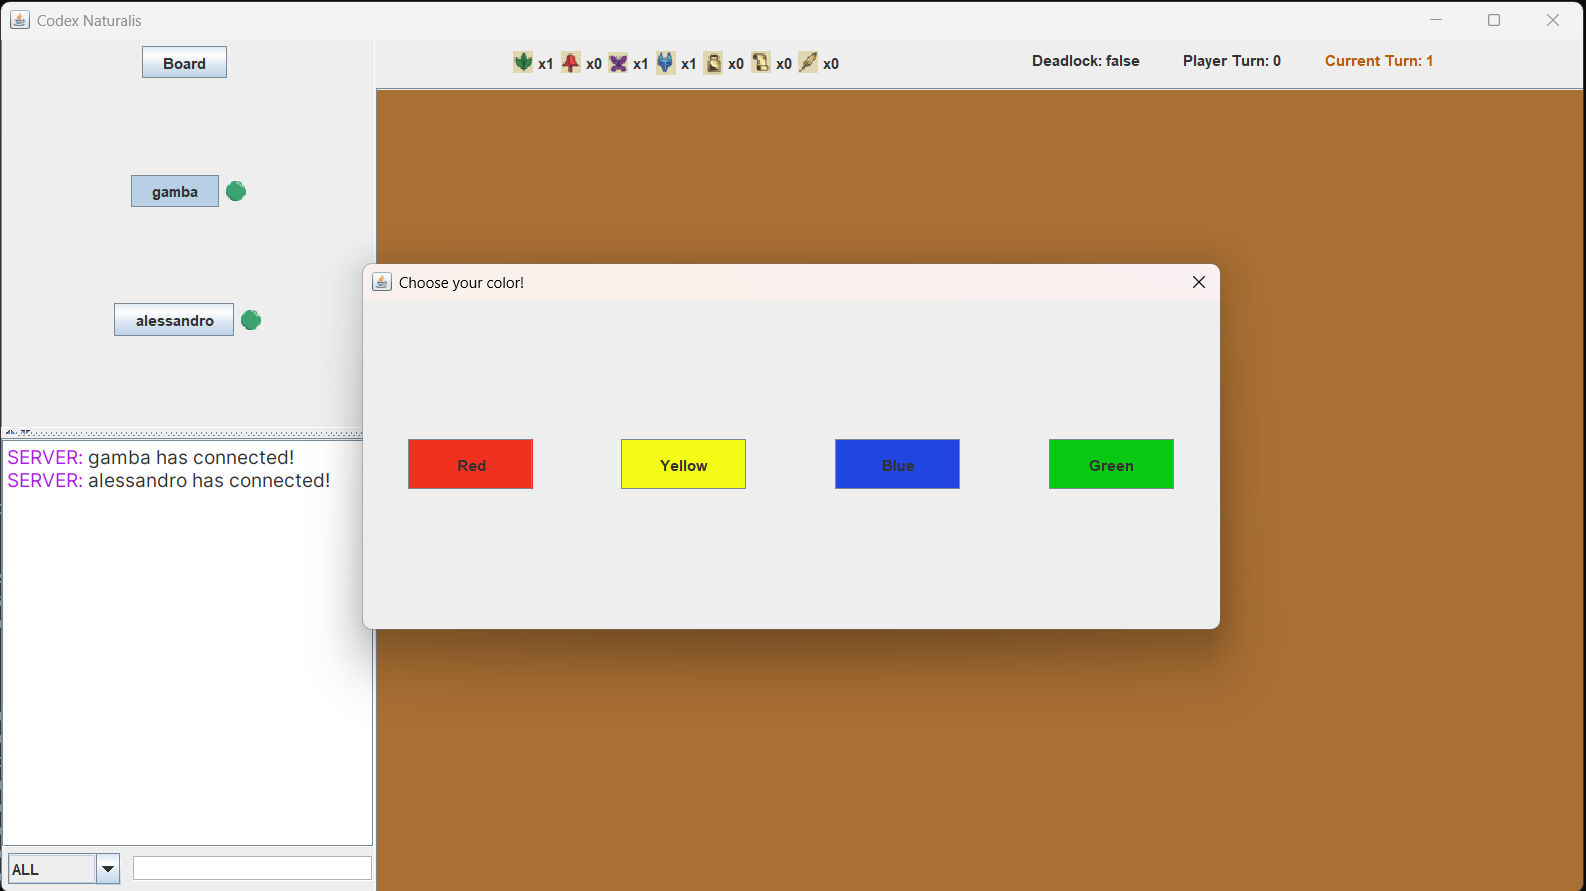 Codex Naturalis
Board
x1 x0 x1 x1 x0 x0 x0
Deadlock: false
Player Turn: 0
Current Turn: 1
gamba
alessandro
Choose your color!
Red
Yellow
Blue
Green
SERVER: gamba has connected!
SERVER: alessandro has connected!
ALL